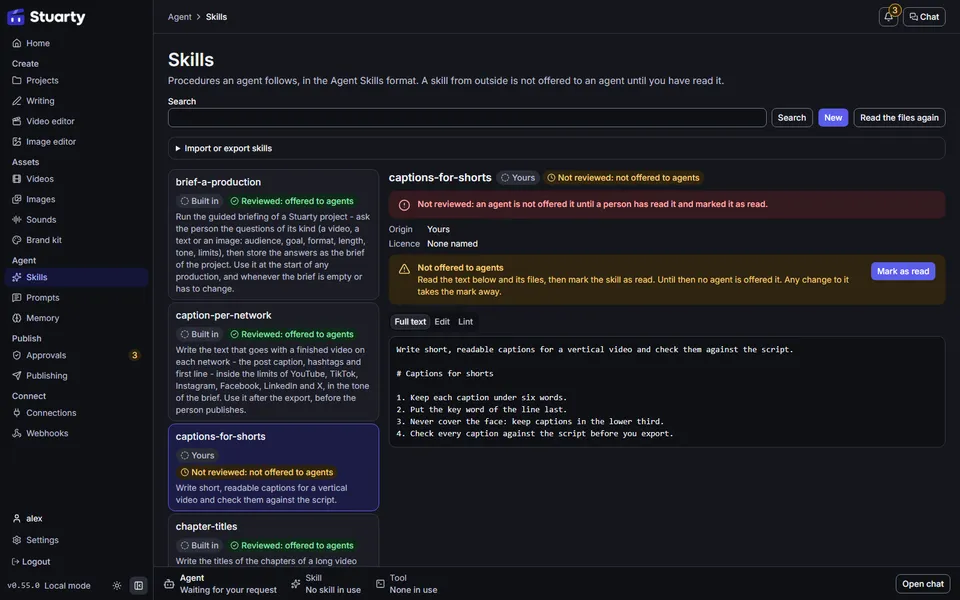 Stuarty
Home
Create
Projects
Writing
Video editor
Image editor
Assets
Videos
Images
Sounds
Brand kit
Agent
Skills
Prompts
Memory
Publish
Approvals 3
Publishing
Connect
Connections
Webhooks
alex
Settings
Logout
v0.55.0 Local mode
Agent > Skills
3
Chat
Skills
Procedures an agent follows, in the Agent Skills format. A skill from outside is not offered to an agent until you have read it.
Search
Search New Read the files again
Import or export skills
brief-a-production
Built in Reviewed: offered to agents
Run the guided briefing of a Stuarty project - ask
the person the questions of its kind (a video, a
text or an image: audience, goal, format, length,
tone, limits), then store the answers as the brief
of the project. Use it at the start of any
production, and whenever the brief is empty or
has to change.
caption-per-network
Built in Reviewed: offered to agents
Write the text that goes with a finished video on
each network - the post caption, hashtags and
first line - inside the limits of YouTube, TikTok,
Instagram, Facebook, LinkedIn and X, in the tone
of the brief. Use it after the export, before the
person publishes.
captions-for-shorts
Yours
Not reviewed: not offered to agents
Write short, readable captions for a vertical
video and check them against the script.
chapter-titles
Built in Reviewed: offered to agents
Write the titles of the chapters of a long video
captions-for-shorts Yours Not reviewed: not offered to agents
Not reviewed: an agent is not offered it until a person has read it and marked it as read.
Origin Yours
Licence None named
Not offered to agents
Read the text below and its files, then mark the skill as read. Until then no agent is offered it. Any change to it
takes the mark away.
Mark as read
Full text Edit Lint
Write short, readable captions for a vertical video and check them against the script.
# Captions for shorts
1. Keep each caption under six words.
2. Put the key word of the line last.
3. Never cover the face: keep captions in the lower third.
4. Check every caption against the script before you export.
Agent
Waiting for your request
Skill
No skill in use
Tool
None in use
Open chat